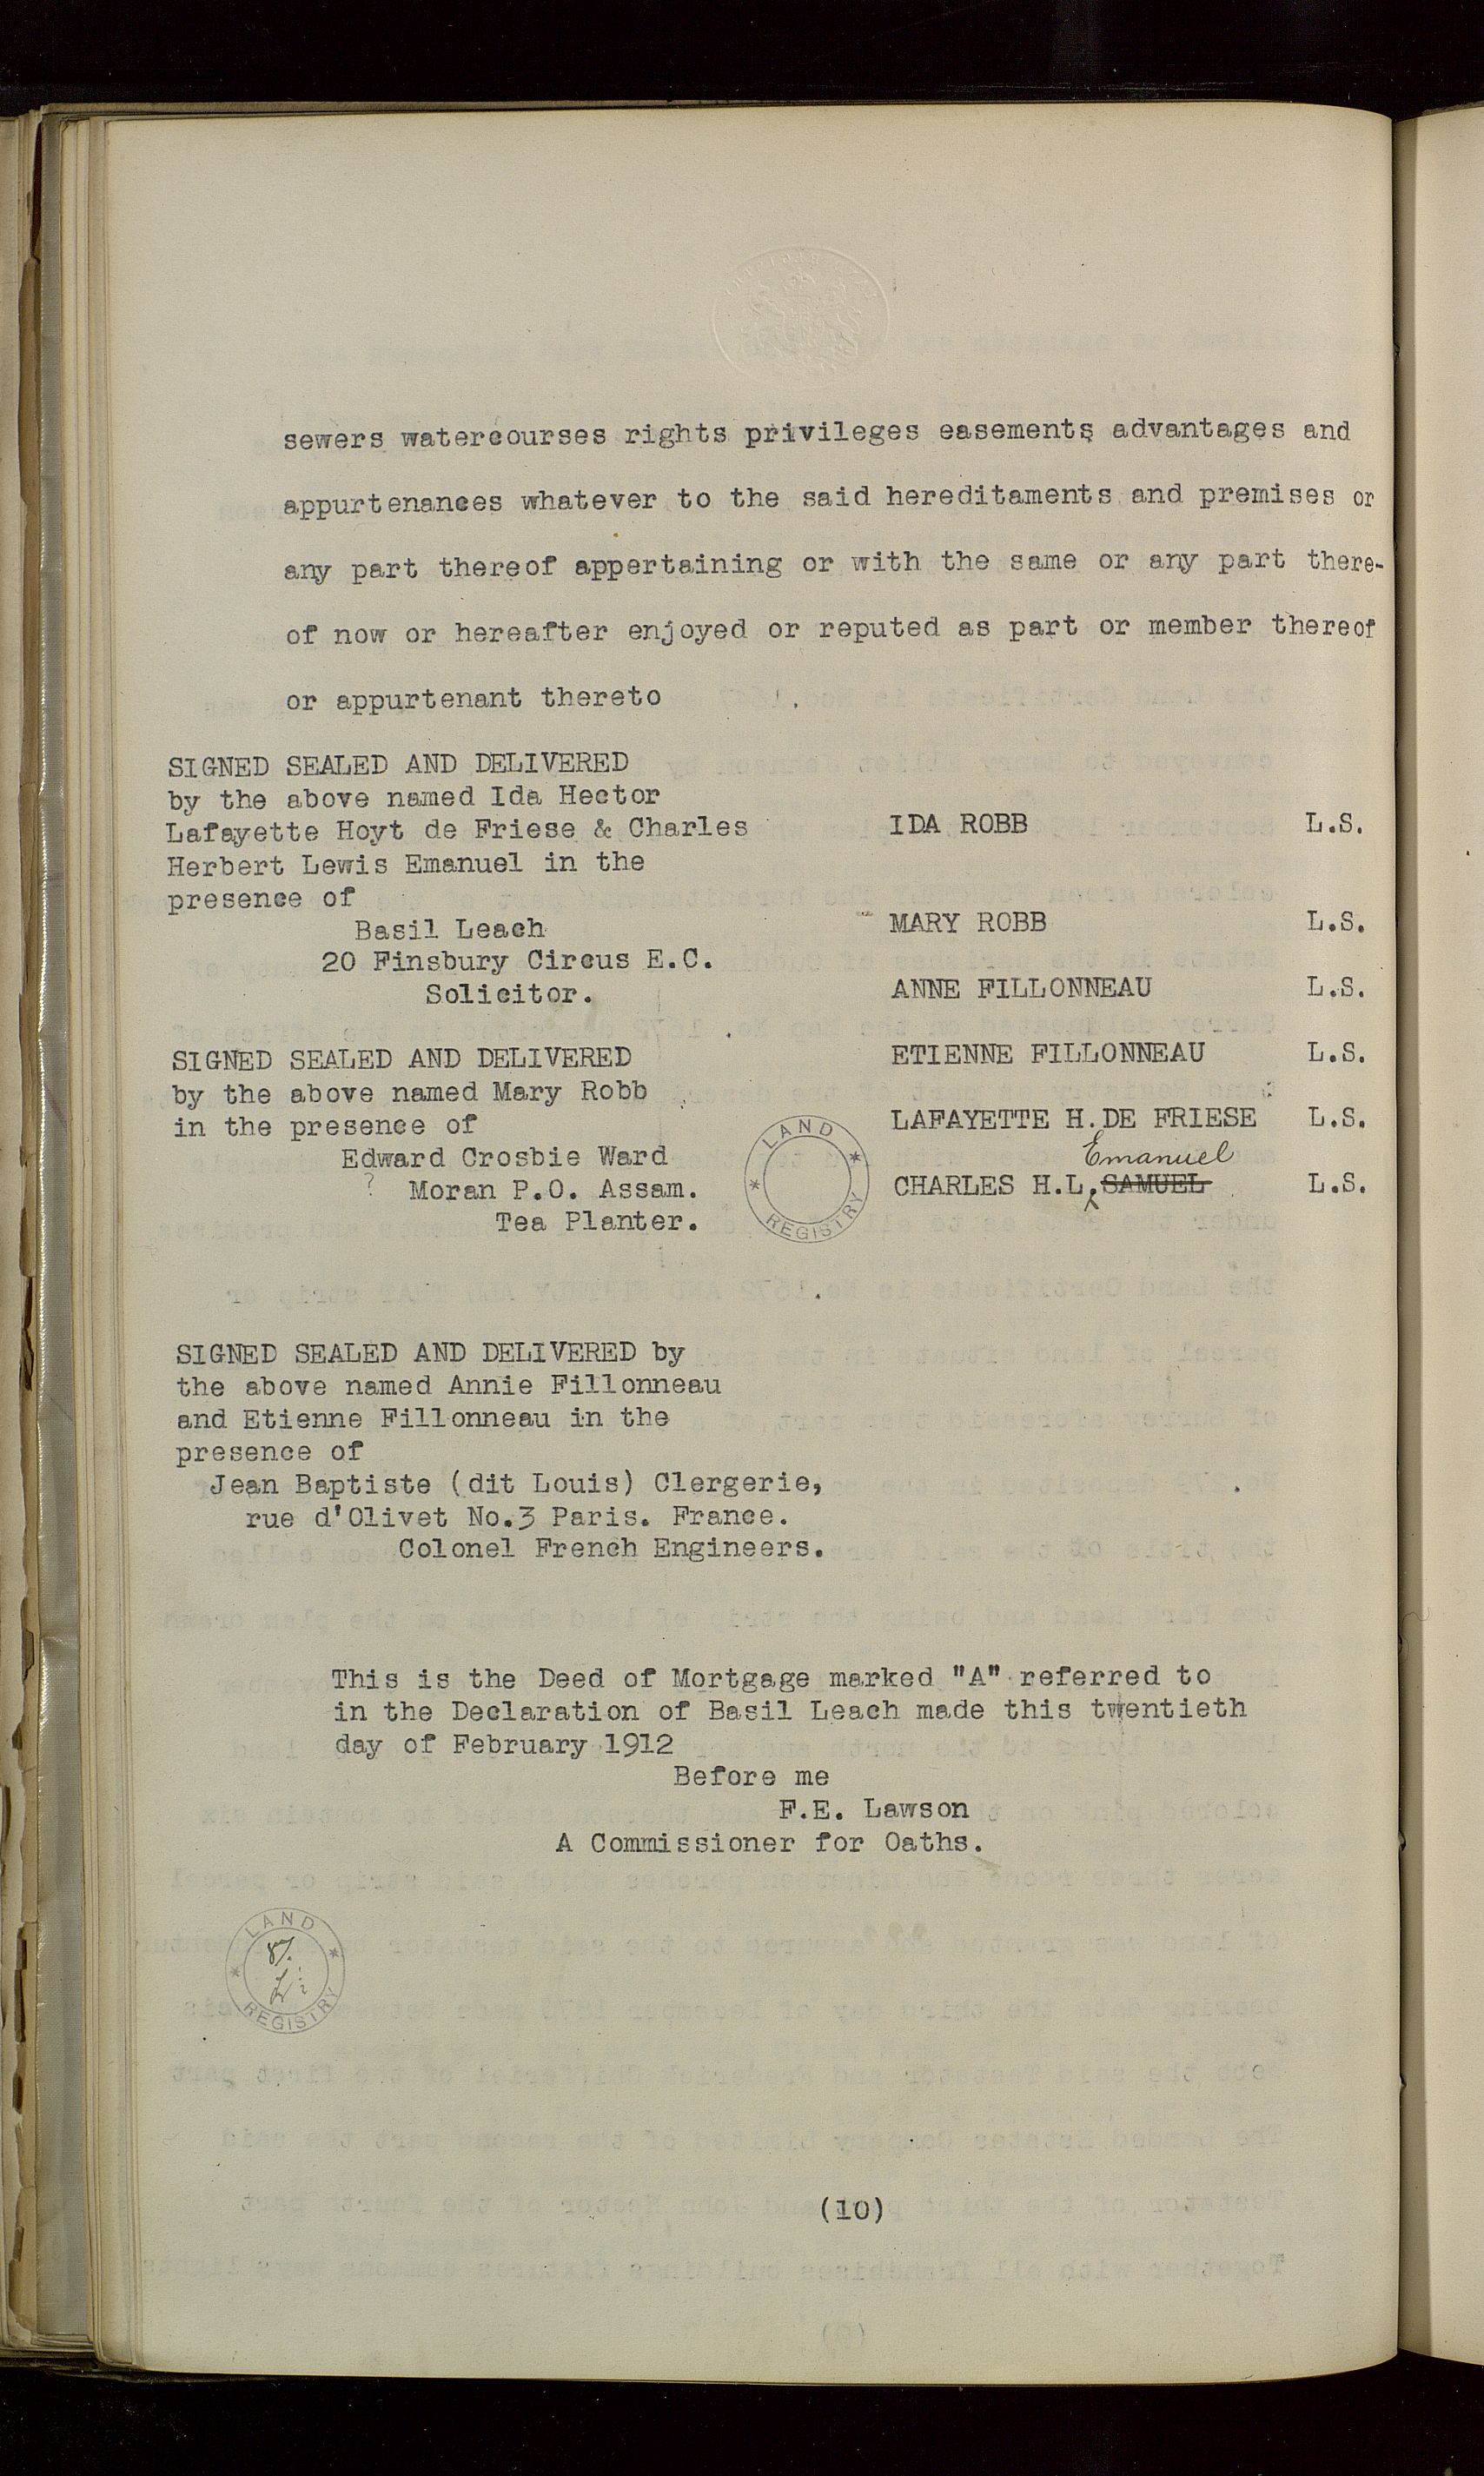 sewers watercourses rights privileges easements advantages and
appurtenances whatever to the said hereditaments and premises or
any part thereof appertaining or with the same or any part there-
of now or hereafter enjoyed or reputed as part or member thereof
or appurtenant thereto
SIGNED SEALED AND DELIVERED
by the above named Ida Hector
Lafayette Hoyt de Friese & Charles
Herbert Lewis Emanuel in the
presence of
Basil Leach
20 Finsbury Circus E.C.
Solicitor.
IDA ROBB L.S.
MARY ROBB L.S.
ANNE FILLONNEAU L.S.
ETIENNE FILLONNEAU L.S.
LAFAYETTE H. DE FRIESE L.S.
Emanuel
CHARLES H.L. SAMUEL L.S.
SIGNED SEALED AND DELIVERED
by the above named Mary Robb
in the presence of
Edward Crosbie Ward
? Moran P.O. Assam.
Tea Planter.
LAND REGISTRY
SIGNED SEALED AND DELIVERED by
the above named Annie Fillonneau
and Etienne Fillonneau in the
presence of
Jean Baptiste (dit Louis) Clergerie,
rue d'Olivet No.3 Paris. France.
Colonel French Engineers.
This is the Deed of Mortgage marked "A" referred to
in the Declaration of Basil Leach made this twentieth
day of February 1912
Before me
F.E. Lawson
A Commissioner for Oaths.
LAND REGISTRY
(10)